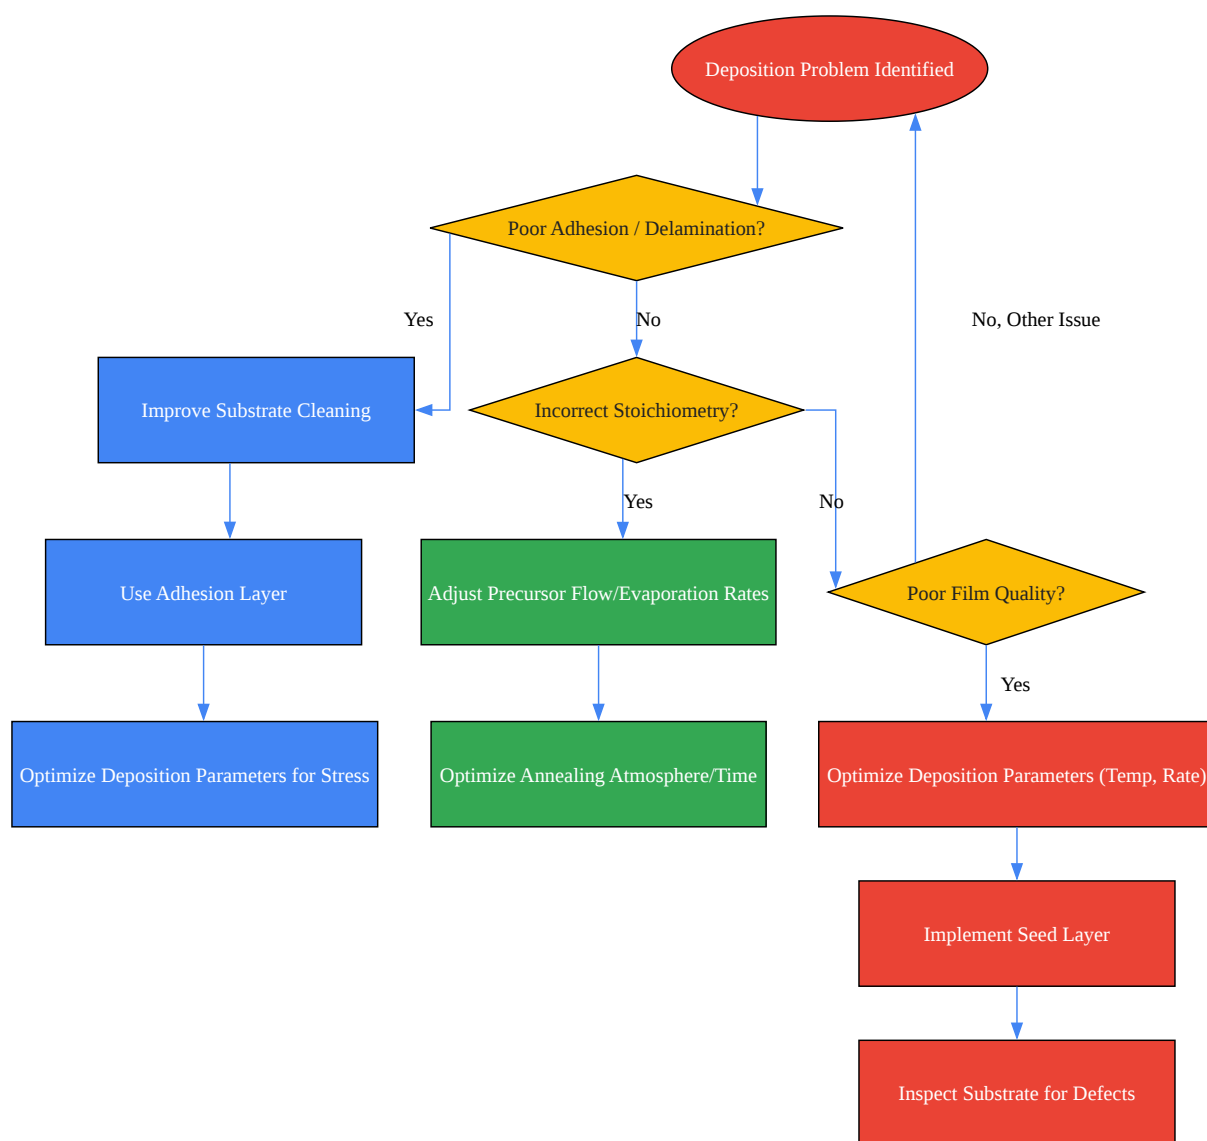 Deposition Problem Identified
Poor Adhesion / Delamination?
Yes
No
No, Other Issue
Improve Substrate Cleaning
Incorrect Stoichiometry?
Yes
No
Use Adhesion Layer
Adjust Precursor Flow/Evaporation Rates
Poor Film Quality?
Yes
Optimize Deposition Parameters for Stress
Optimize Annealing Atmosphere/Time
Optimize Deposition Parameters (Temp, Rate)
Implement Seed Layer
Inspect Substrate for Defects